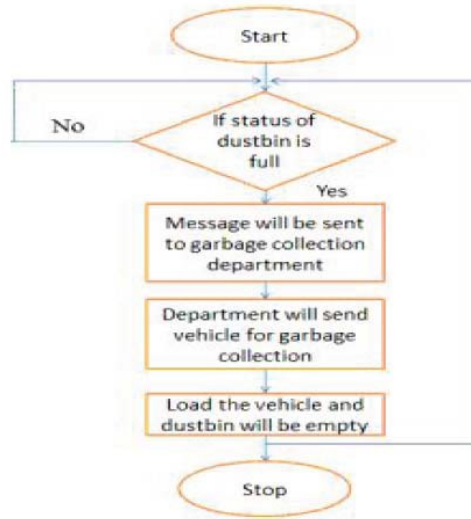 Start
No
If status of
dustbin is
full
Yes
Message will be sent
to garbage collection
department
Department will send
vehicle for garbage
collection
Load the vehicle and
dustbin will be empty
Stop